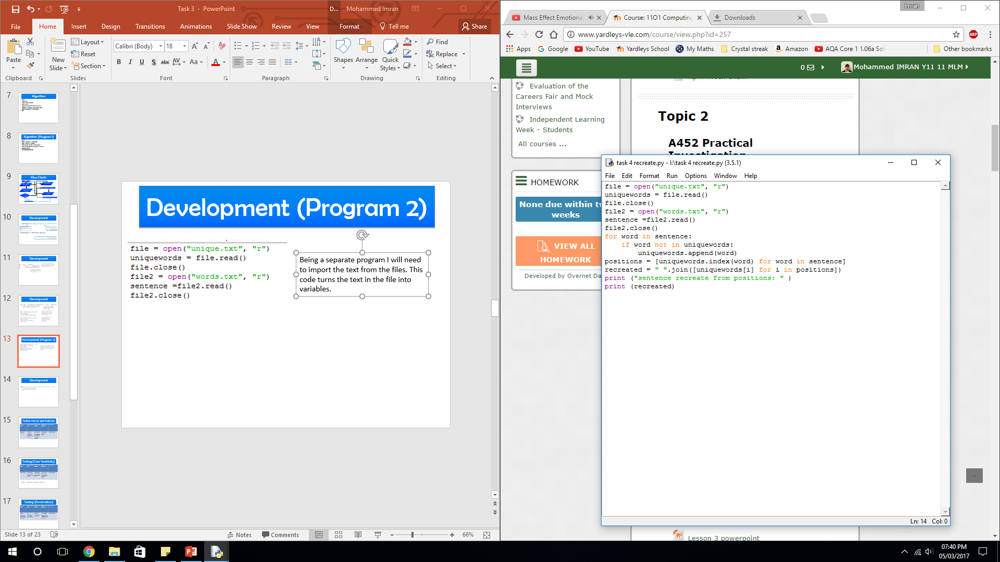 Task 3 - PowerPoint
D...
Mohammed Imran
File
Home
Insert
Design
Transitions
Animations
Slide Show
Review
View
Format
Tell me
Share
Paste
New
Slide
Layout
Reset
Section
Calibri (Body)
18
Shapes
Arrange
Quick
Styles
Find
Replace
Select
Clipboard
Slides
Font
Paragraph
Drawing
Editing
7
Algorithm
8
Algorithm (Program 1)
9
Flow Charts
10
Development
11
Development
12
Development
13
Development (Program 2)
14
Development
15
Testing (Inputs and Outputs)
16
Testing (Case Sensitivity)
17
Testing (Punctuation)
Development (Program 2)
file = open("unique.txt", "r")
uniquewords = file.read()
file.close()
file2 = open("words.txt", "r")
sentence =file2.read()
file2.close()
Being a separate program I will need
to import the text from the files. This
code turns the text in the file into
variables.
Slide 13 of 23
Notes
Comments
66%
Imran
Mass Effect Emotional
Course: 11O1 Computing
Downloads
www.yardleys-vle.com/course/view.php?id=257
ABP
Apps
Google
YouTube
Yardleys School
My Maths
Crystal streak
Amazon
AQA Core 1 1.06a Sol
Other bookmarks
0
Mohammed IMRAN Y11 11 MLM
Evaluation of the
Careers Fair and Mock
Interviews
Independent Learning
Week - Students
All courses ...
HOMEWORK
None due within tw
weeks
VIEW ALL
HOMEWORK
Developed by Overnet Da
Topic 2
A452 Practical
Investigation
task 4 recreate.py - I:\task 4 recreate.py (3.5.1)
File
Edit
Format
Run
Options
Window
Help
file = open("unique.txt", "r")
uniquewords = file.read()
file.close()
file2 = open("words.txt", "r")
sentence =file2.read()
file2.close()
for word in sentence:
    if word not in uniquewords:
        uniquewords.append(word)
positions = [uniquewords.index(word) for word in sentence]
recreated = " ".join([uniquewords[i] for i in positions])
print ("sentence recreate from positions: " )
print (recreated)
Ln: 14 Col: 0
Lesson 3 powerpoint
07:40 PM
05/03/2017